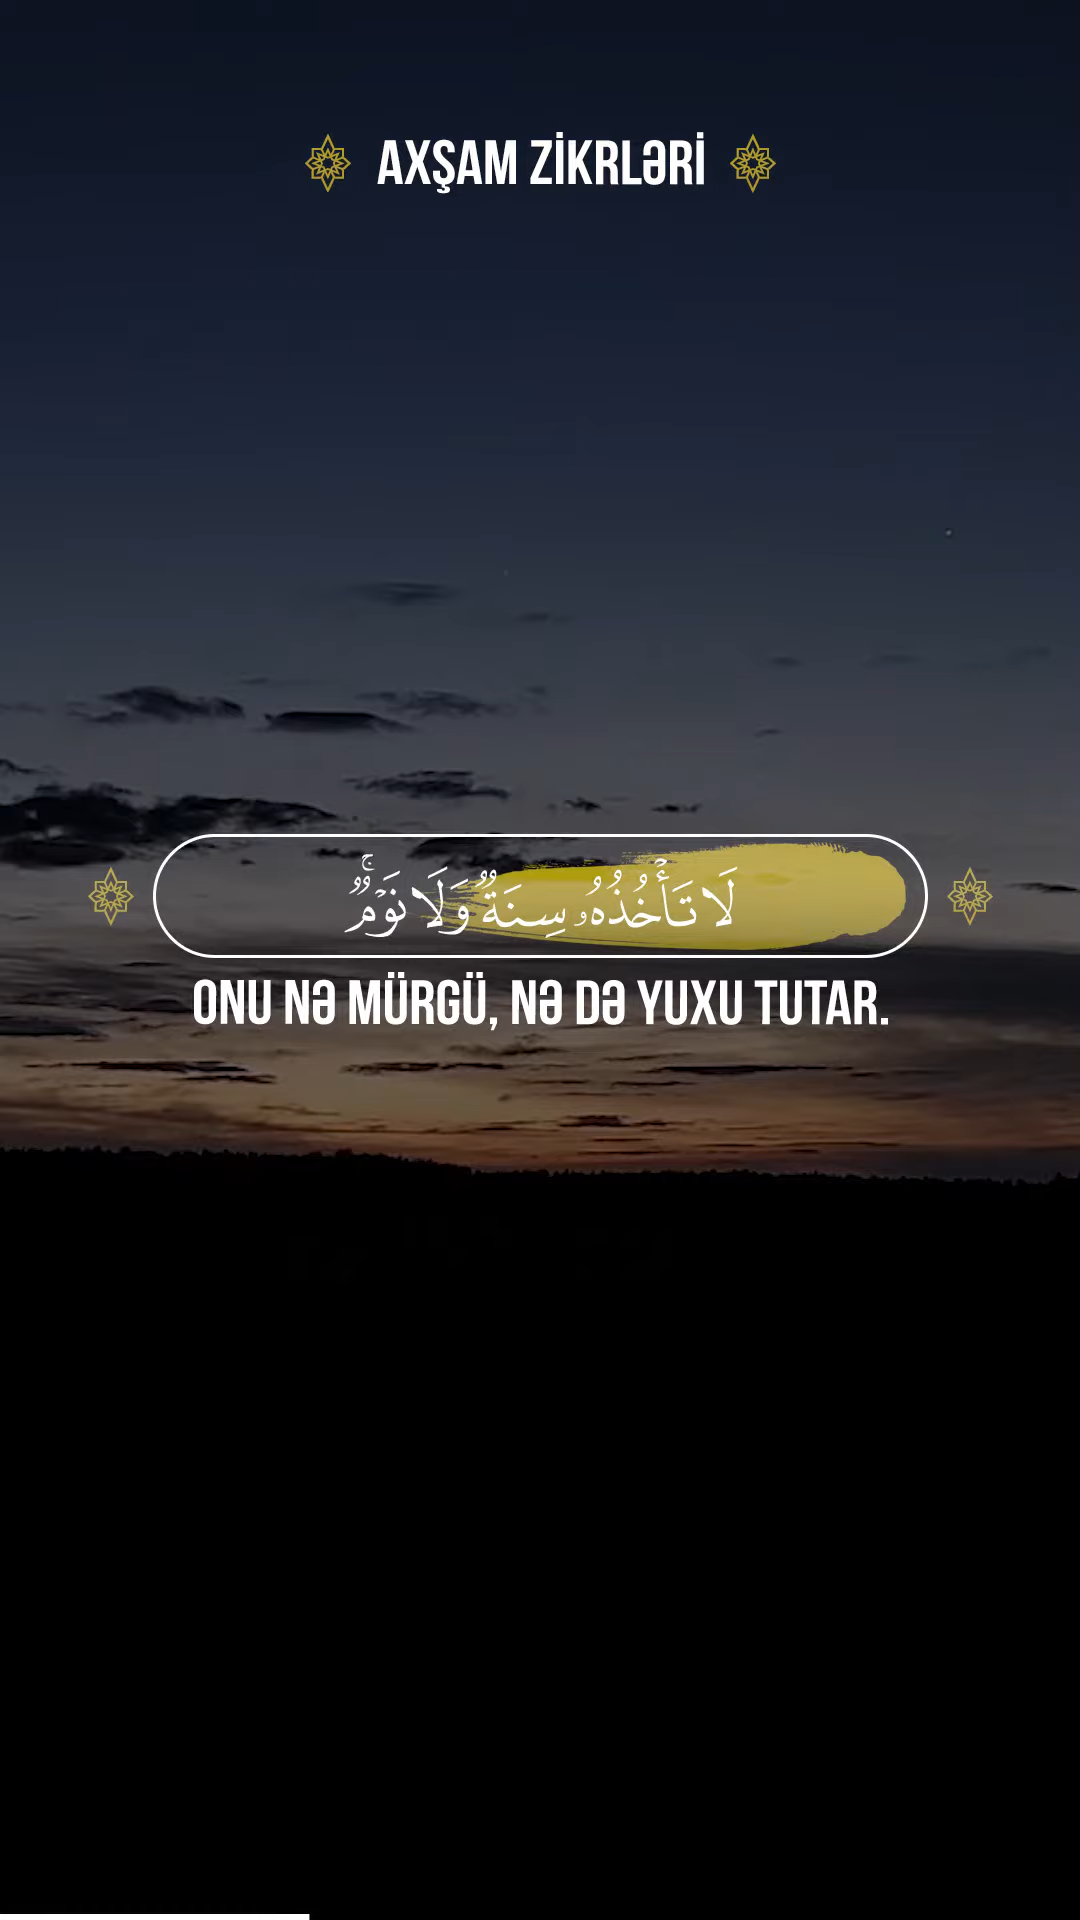 AXŞAM ZİKRLƏRİ
لَا تَأْخُذُهُۥ سِنَةٌۭ وَلَا نَوْمٌۭۚ
ONU NƏ MÜRGÜ, NƏ DƏ YUXU TUTAR.